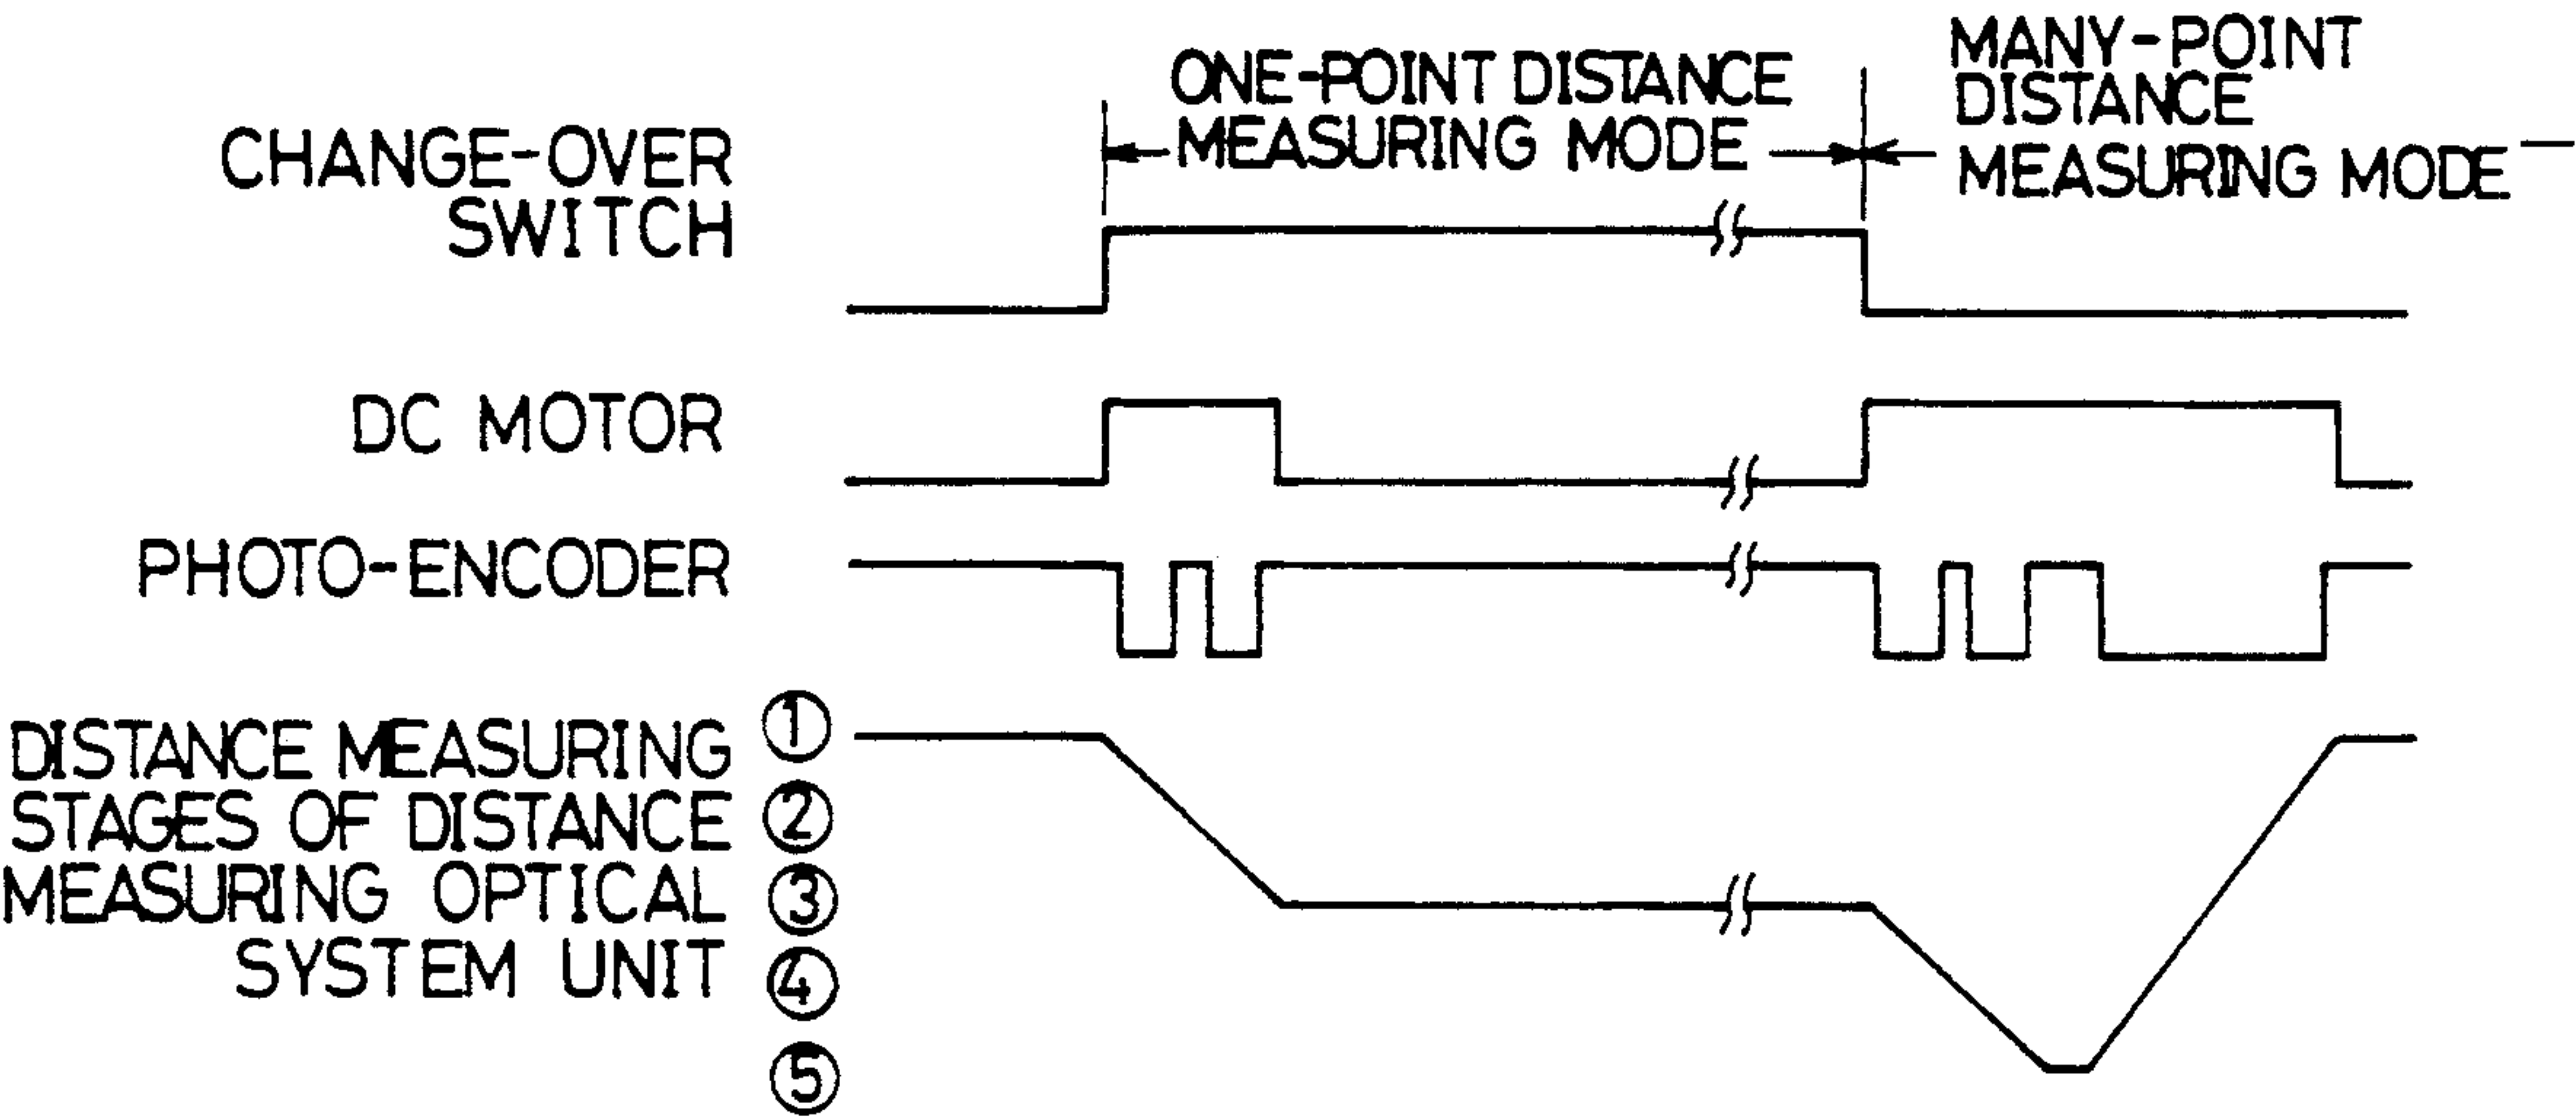 ONE-POINT DISTANCE
MEASURING MODE
MANY-POINT
DISTANCE
MEASURING MODE
CHANGE-OVER
SWITCH
DC MOTOR
PHOTO-ENCODER
DISTANCE MEASURING
STAGES OF DISTANCE
MEASURING OPTICAL
SYSTEM UNIT
①
②
③
④
⑤